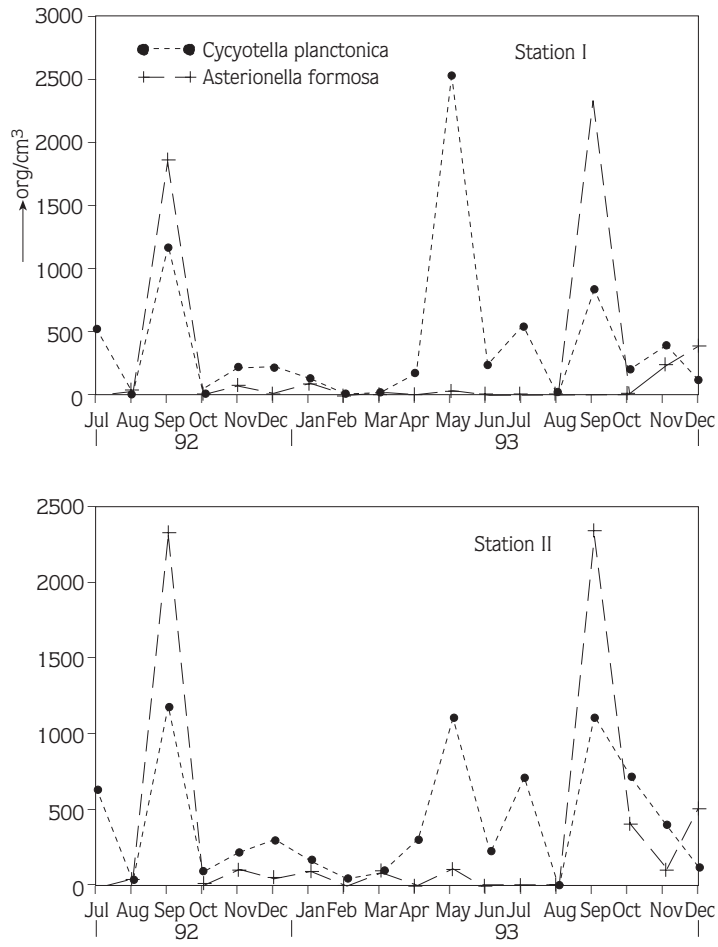 3000
Cycyotella planctonica
Station I
Asterionella formosa
org/cm³
2500
2000
1500
1000
500
0
Jul Aug Sep Oct Nov Dec Jan Feb Mar Apr May Jun Jul Aug Sep Oct Nov Dec
92 93
2500
Station II
2000
1500
1000
500
0
Jul Aug Sep Oct Nov Dec Jan Feb Mar Apr May Jun Jul Aug Sep Oct Nov Dec
92 93